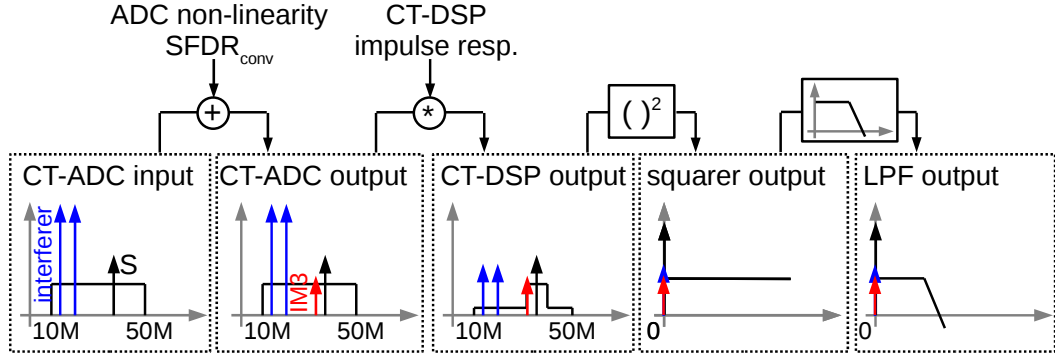 ADC non-linearity
SFDRconv
CT-DSP
impulse resp.
+
*
( )²
CT-ADC input
interferer
S
10M 50M
CT-ADC output
IM3
10M 50M
CT-DSP output
10M 50M
squarer output
0
LPF output
0